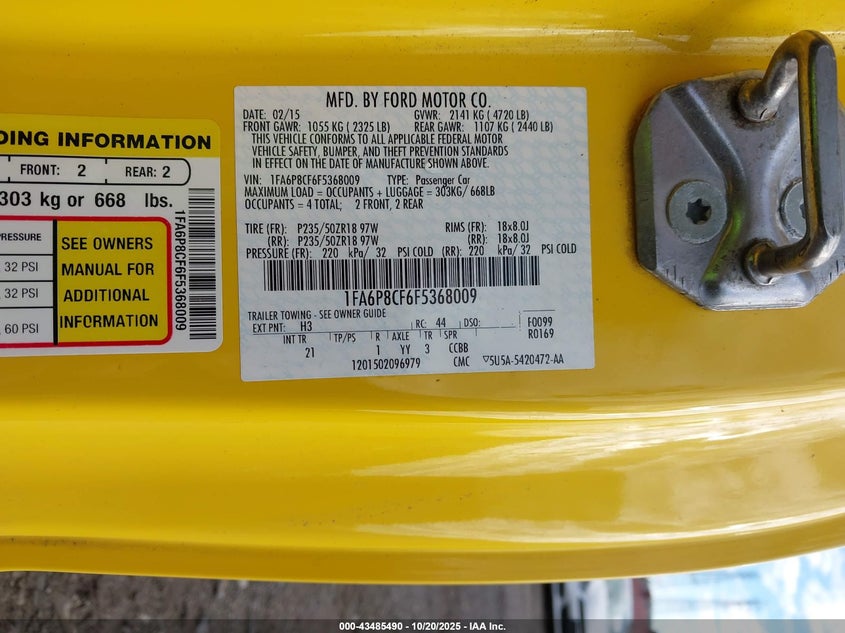 DING INFORMATION
FRONT: 2 REAR: 2
303 kg or 668 lbs.
PRESSURE
, 32 PSI
, 32 PSI
, 60 PSI
SEE OWNERS
MANUAL FOR
ADDITIONAL
INFORMATION
1FA6P8CF6F5368009
MFD. BY FORD MOTOR CO.
DATE: 02/15 GVWR: 2141 KG ( 4720 LB)
FRONT GAWR: 1055 KG ( 2325 LB) REAR GAWR: 1107 KG ( 2440 LB)
THIS VEHICLE CONFORMS TO ALL APPLICABLE FEDERAL MOTOR
VEHICLE SAFETY, BUMPER, AND THEFT PREVENTION STANDARDS
IN EFFECT ON THE DATE OF MANUFACTURE SHOWN ABOVE.
VIN: 1FA6P8CF6F5368009 TYPE: Passenger Car
MAXIMUM LOAD = OCCUPANTS + LUGGAGE = 303KG/ 668LB
OCCUPANTS = 4 TOTAL; 2 FRONT, 2 REAR
TIRE (FR): P235/50ZR18 97W RIMS (FR): 18x8.0J
(RR): P235/50ZR18 97W (RR): 18x8.0J
PRESSURE (FR): 220 kPa/ 32 PSI COLD (RR): 220 kPa/ 32 PSI COLD
1FA6P8CF6F5368009
TRAILER TOWING - SEE OWNER GUIDE
EXT PNT: H3 RC: 44 DSO: F0099
R0169
INT TR TP/PS R AXLE TR SPR
21 1 YY 3 CCBB
1201502096979 CMC ▽5U5A-5420472-AA
000-43485490 - 10/20/2025 - IAA Inc.